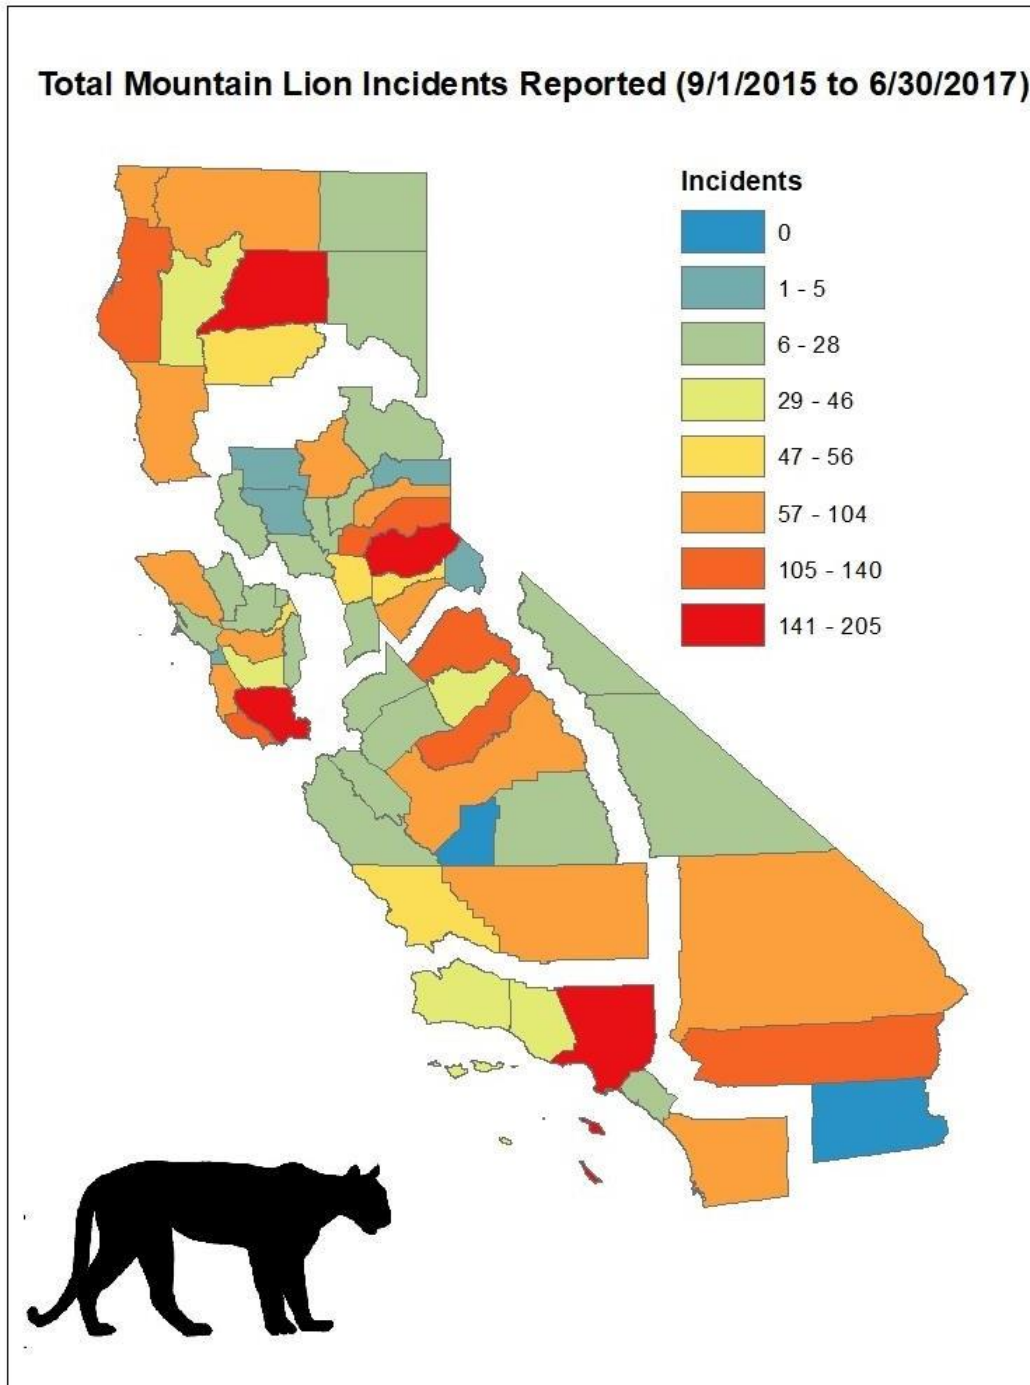 Total Mountain Lion Incidents Reported (9/1/2015 to 6/30/2017)
Incidents
0
1 - 5
6 - 28
29 - 46
47 - 56
57 - 104
105 - 140
141 - 205